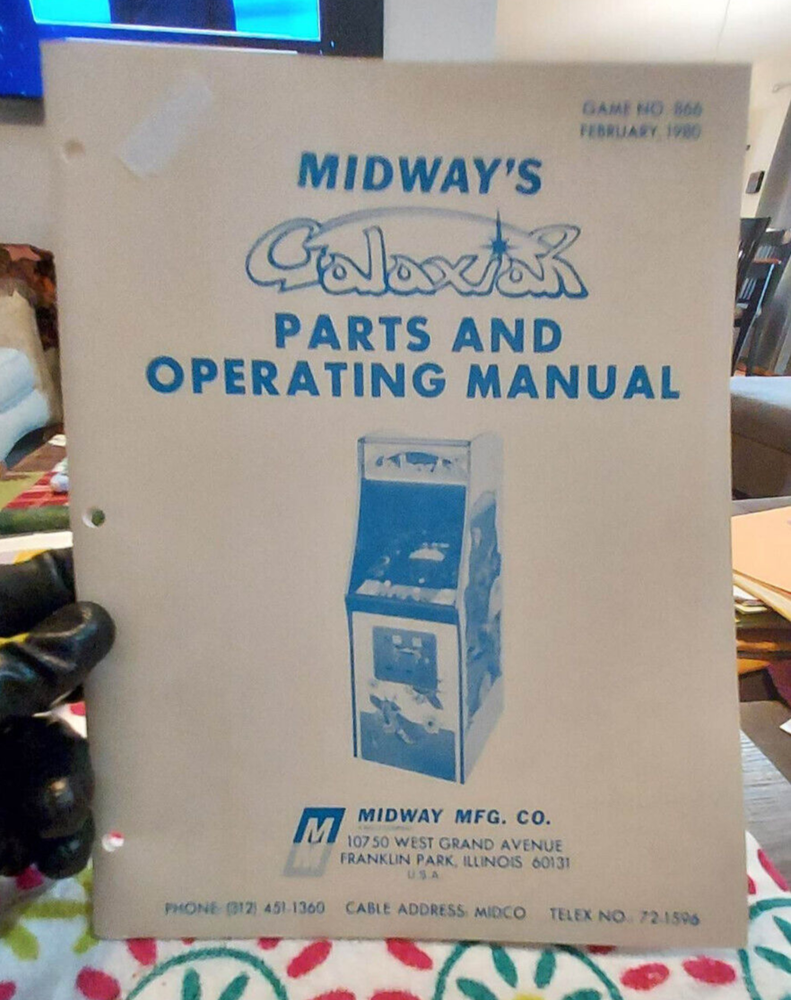 GAME NO. 866
FEBRUARY, 1980
MIDWAY'S
Galaxian
PARTS AND
OPERATING MANUAL
MIDWAY MFG. CO.
10750 WEST GRAND AVENUE
FRANKLIN PARK, ILLINOIS 60131
U.S.A.
PHONE: (312) 451-1360 CABLE ADDRESS: MIDCO TELEX NO.: 72-1596